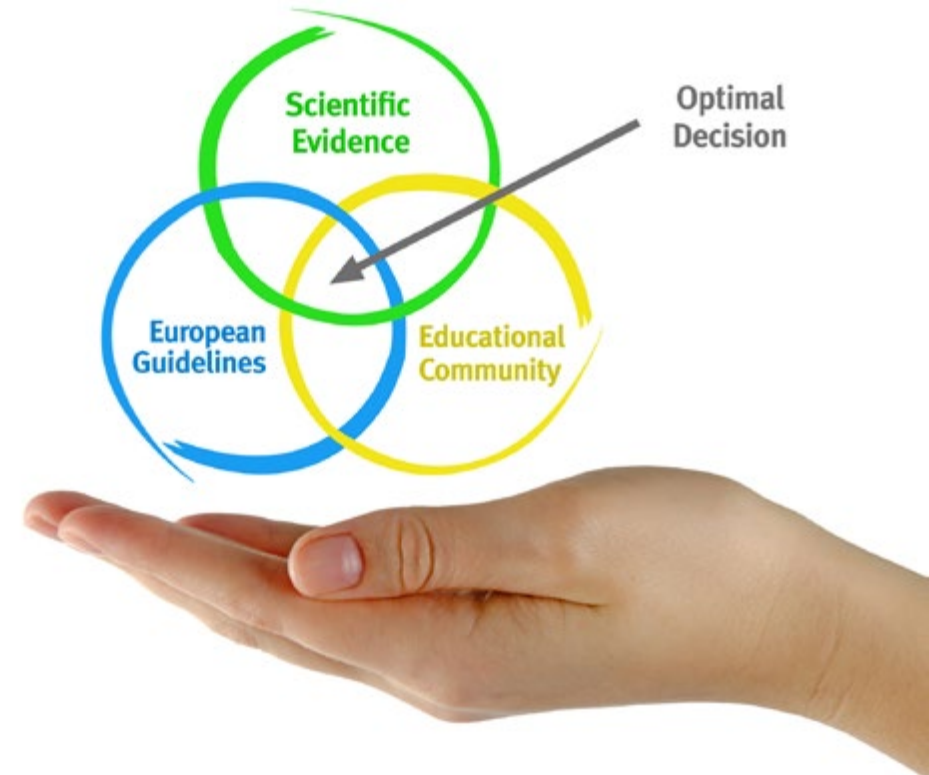 Scientific
Evidence
Optimal
Decision
European
Guidelines
Educational
Community